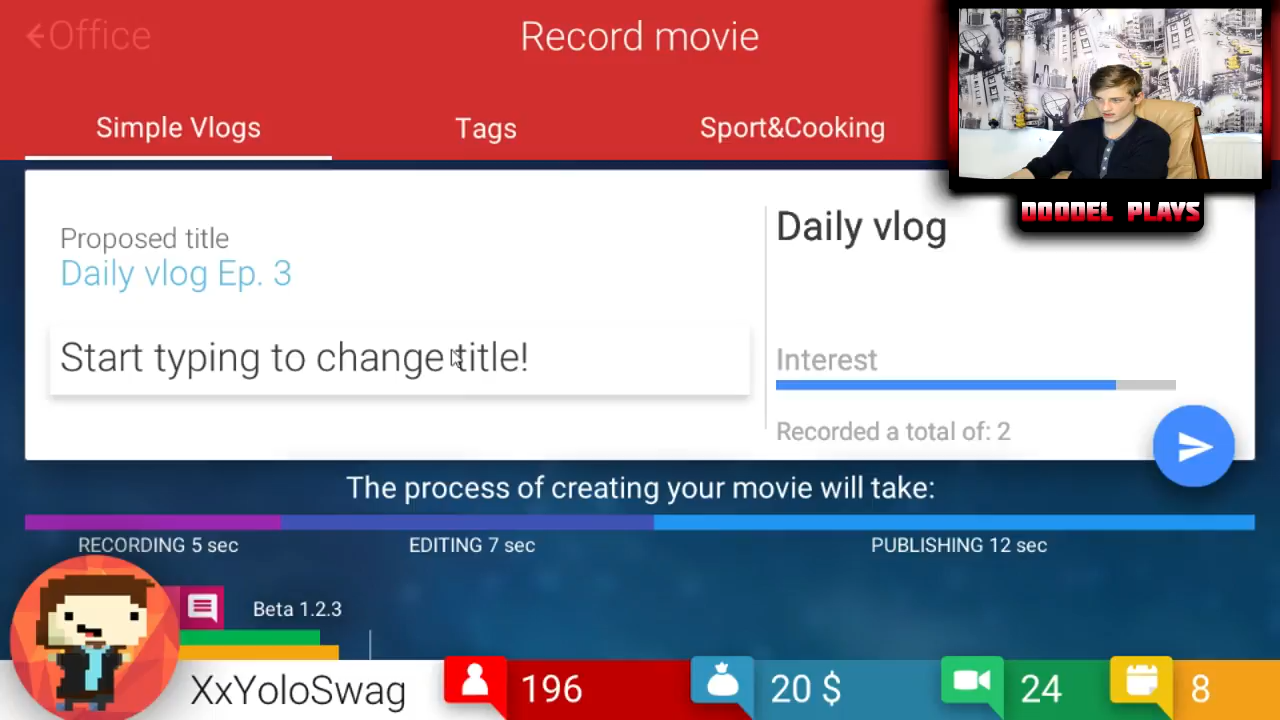 Office
Record movie
Simple Vlogs
Tags
Sport&Cooking
DOODEL PLAYS
Proposed title
Daily vlog Ep. 3
Start typing to change title!
Daily vlog
Interest
Recorded a total of: 2
The process of creating your movie will take:
RECORDING 5 sec
EDITING 7 sec
PUBLISHING 12 sec
Beta 1.2.3
XxYoloSwag
196
20 $
24
8